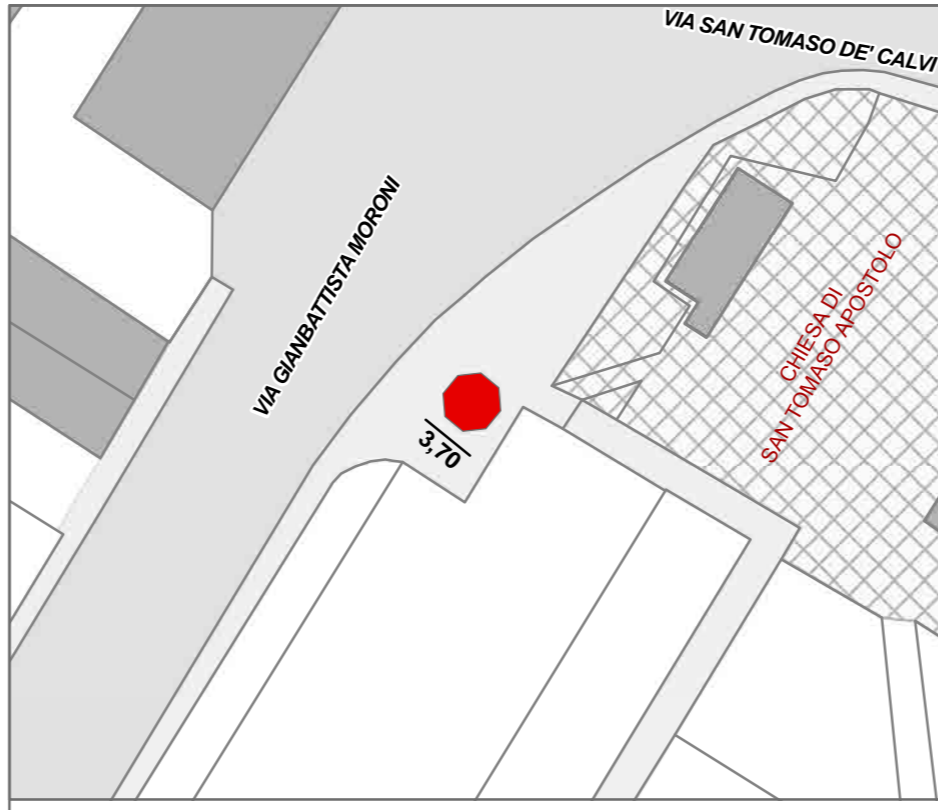 VIA SAN TOMASO DE' CALVI
VIA GIANBATTISTA MORONI
CHIESA DI
SAN TOMASO APOSTOLO
3,70